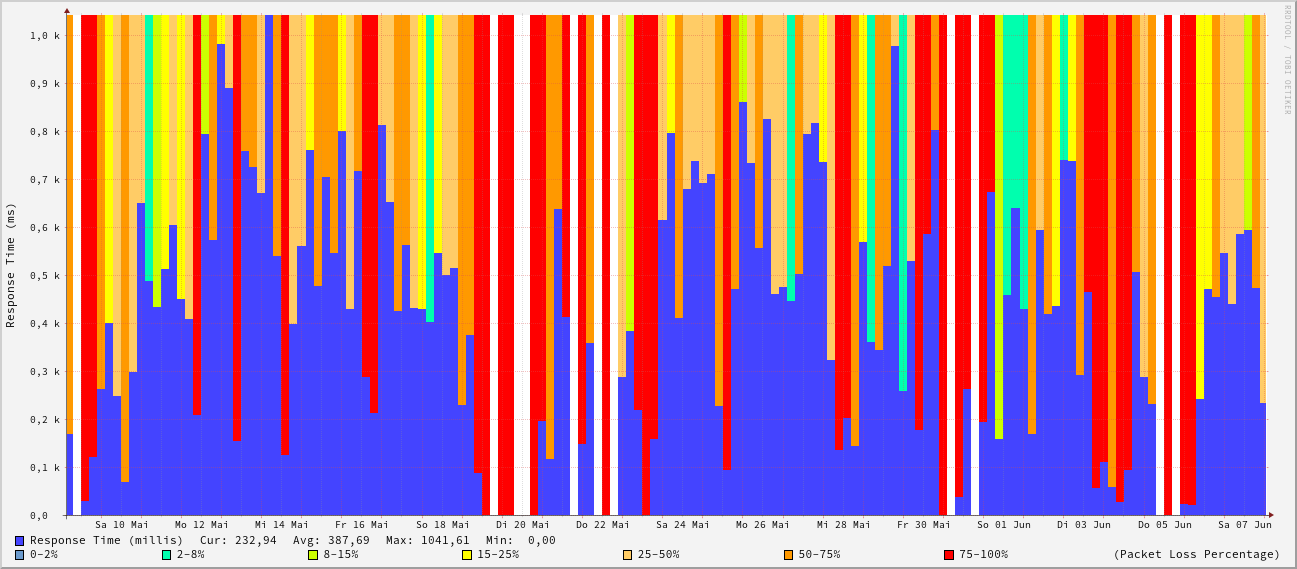 RRDTOOL / TOBI OETIKER
Response Time (ms)
1,0 k
0,9 k
0,8 k
0,7 k
0,6 k
0,5 k
0,4 k
0,3 k
0,2 k
0,1 k
0,0
Sa 10 Mai Mo 12 Mai Mi 14 Mai Fr 16 Mai So 18 Mai Di 20 Mai Do 22 Mai Sa 24 Mai Mo 26 Mai Mi 28 Mai Fr 30 Mai So 01 Jun Di 03 Jun Do 05 Jun Sa 07 Jun
Response Time (millis) Cur: 232,94 Avg: 387,69 Max: 1041,61 Min: 0,00
0-2% 2-8% 8-15% 15-25% 25-50% 50-75% 75-100% (Packet Loss Percentage)